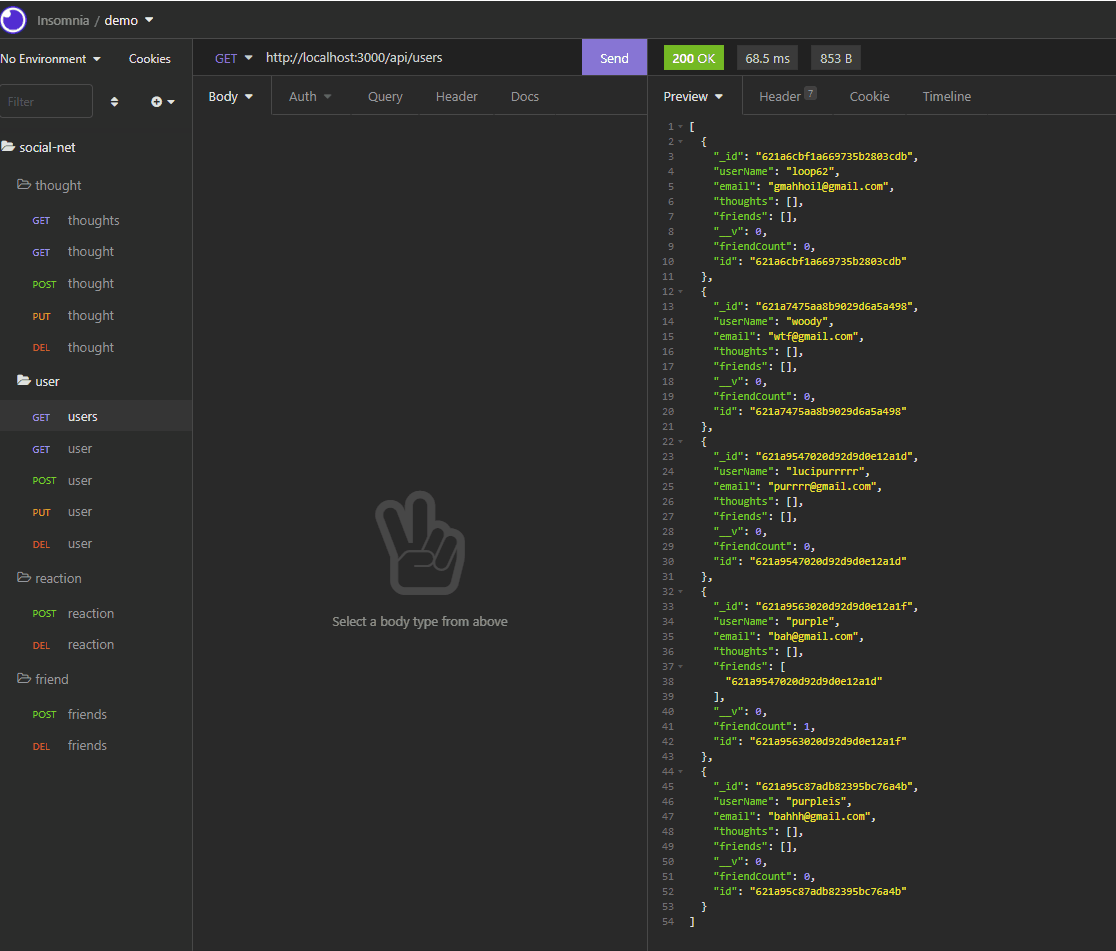 Insomnia / demo
No Environment Cookies
GET http://localhost:3000/api/users Send
200 OK 68.5 ms 853 B
Filter
Body Auth Query Header Docs
Preview Header 7 Cookie Timeline
social-net
thought
GET thoughts
GET thought
POST thought
PUT thought
DEL thought
user
GET users
GET user
POST user
PUT user
DEL user
reaction
POST reaction
DEL reaction
friend
POST friends
DEL friends
Select a body type from above
1 [
2 {
3 "_id": "621a6cbf1a669735b2803cdb",
4 "userName": "loop62",
5 "email": "gmahhoil@gmail.com",
6 "thoughts": [],
7 "friends": [],
8 "__v": 0,
9 "friendCount": 0,
10 "id": "621a6cbf1a669735b2803cdb"
11 },
12 {
13 "_id": "621a7475aa8b9029d6a5a498",
14 "userName": "woody",
15 "email": "wtf@gmail.com",
16 "thoughts": [],
17 "friends": [],
18 "__v": 0,
19 "friendCount": 0,
20 "id": "621a7475aa8b9029d6a5a498"
21 },
22 {
23 "_id": "621a9547020d92d9d0e12a1d",
24 "userName": "lucipurrrrr",
25 "email": "purrrr@gmail.com",
26 "thoughts": [],
27 "friends": [],
28 "__v": 0,
29 "friendCount": 0,
30 "id": "621a9547020d92d9d0e12a1d"
31 },
32 {
33 "_id": "621a9563020d92d9d0e12a1f",
34 "userName": "purple",
35 "email": "bah@gmail.com",
36 "thoughts": [],
37 "friends": [
38 "621a9547020d92d9d0e12a1d"
39 ],
40 "__v": 0,
41 "friendCount": 1,
42 "id": "621a9563020d92d9d0e12a1f"
43 },
44 {
45 "_id": "621a95c87adb82395bc76a4b",
46 "userName": "purpleis",
47 "email": "bahhh@gmail.com",
48 "thoughts": [],
49 "friends": [],
50 "__v": 0,
51 "friendCount": 0,
52 "id": "621a95c87adb82395bc76a4b"
53 }
54 ]